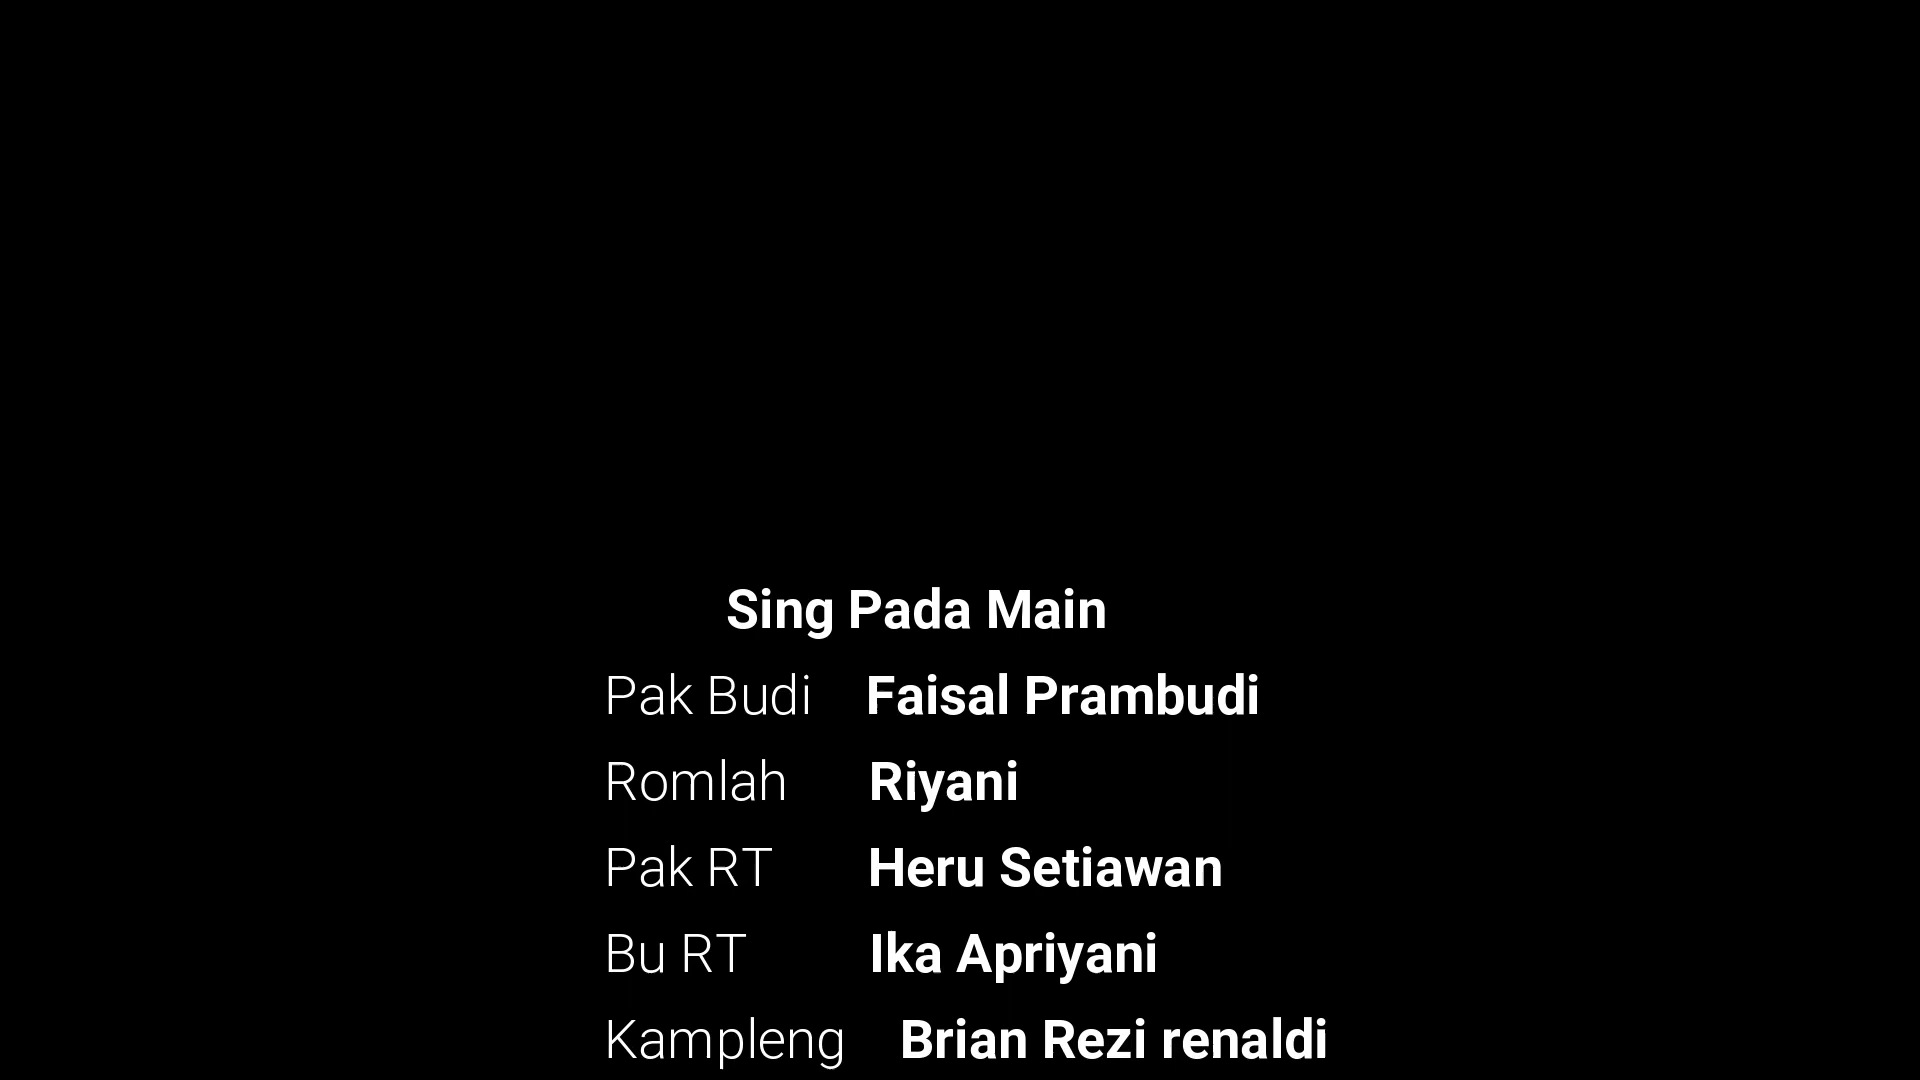 Sing Pada Main
Pak Budi Faisal Prambudi
Romlah Riyani
Pak RT Heru Setiawan
Bu RT Ika Apriyani
Kampleng Brian Rezi renaldi